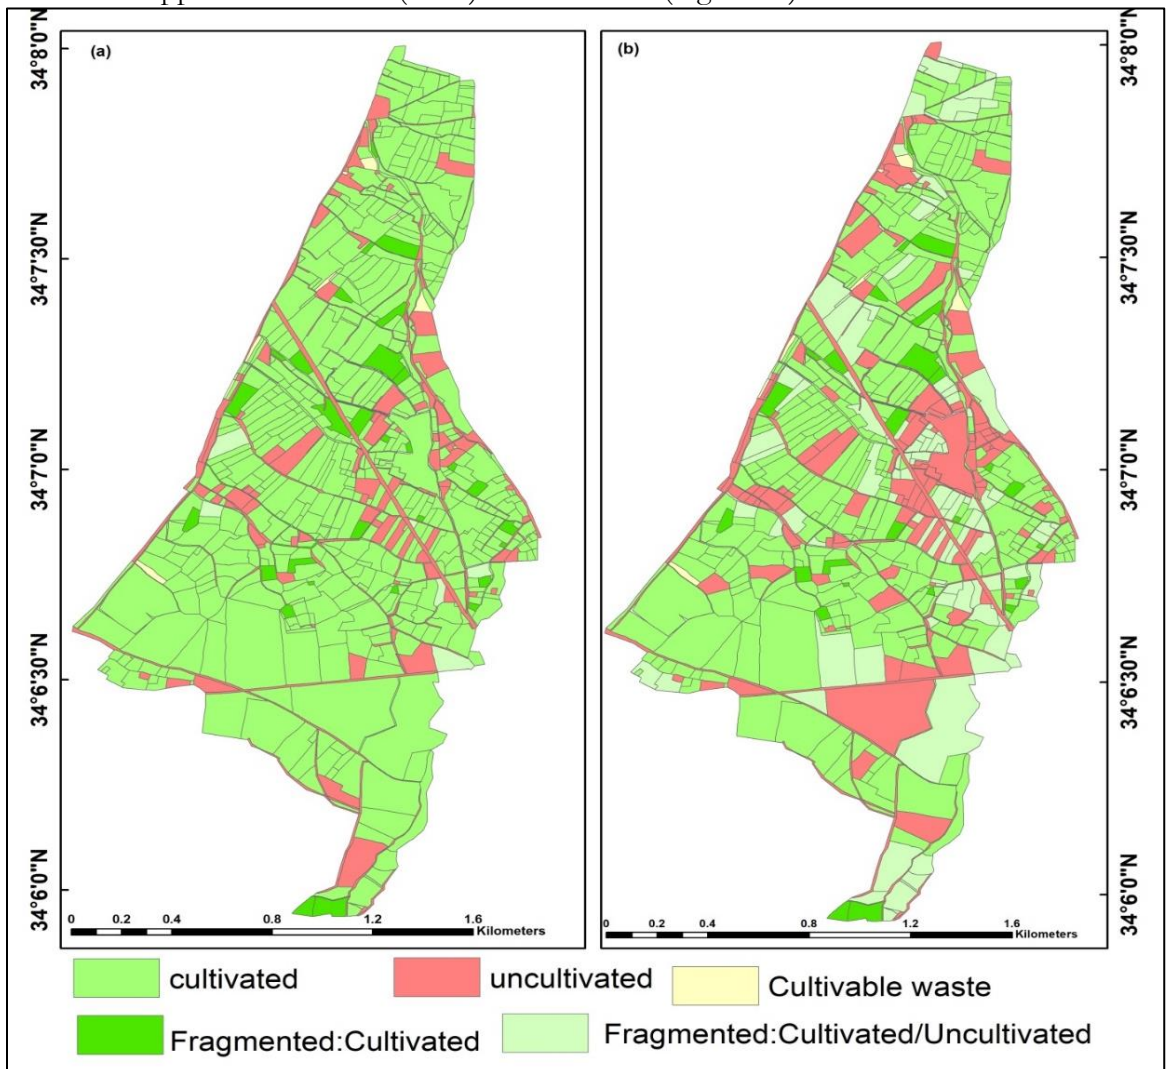 (a)
(b)
34°8'0"N
34°7'30"N
34°7'0"N
34°6'30"N
34°6'0"N
34°8'0"N
34°7'30"N
34°7'0"N
34°6'30"N
34°6'0"N
0 0.2 0.4 0.8 1.2 1.6
Kilometers
0 0.2 0.4 0.8 1.2 1.6
Kilometers
cultivated
uncultivated
Cultivable waste
Fragmented:Cultivated
Fragmented:Cultivated/Uncultivated